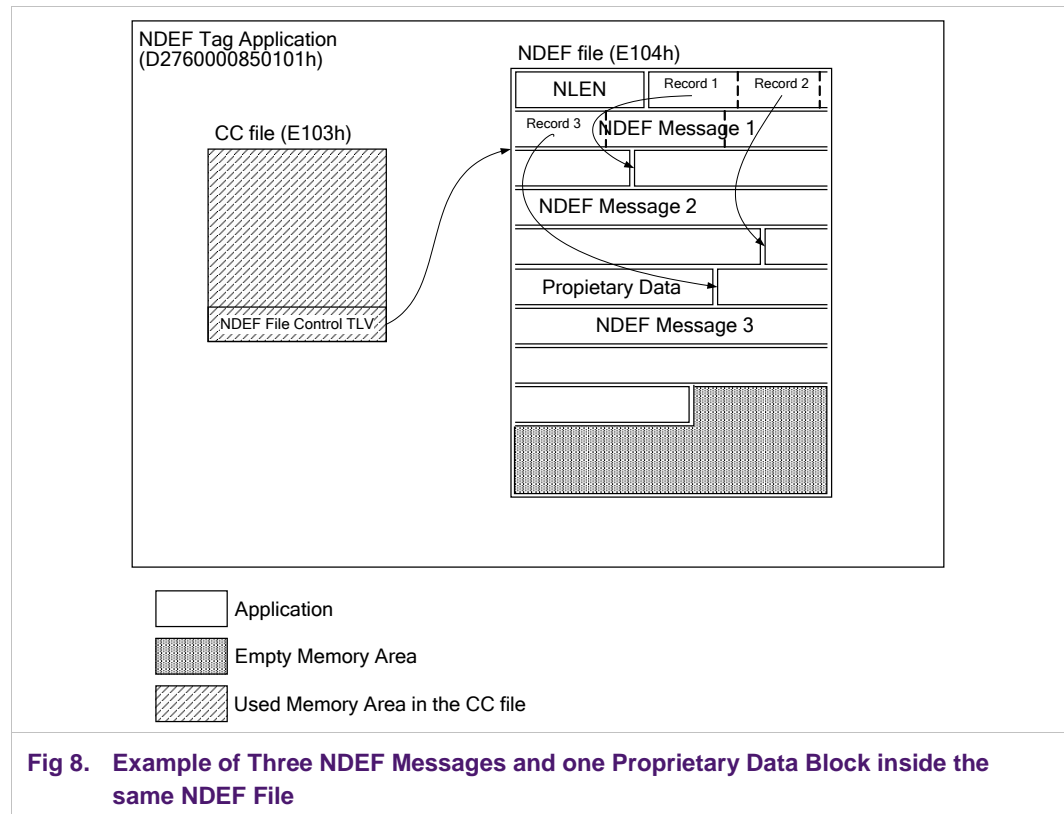 NDEF Tag Application
(D2760000850101h)
NDEF file (E104h)
NLEN
Record 1
Record 2
CC file (E103h)
Record 3
NDEF Message 1
NDEF Message 2
Propietary Data
NDEF File Control TLV
NDEF Message 3
Application
Empty Memory Area
Used Memory Area in the CC file
Fig 8. Example of Three NDEF Messages and one Proprietary Data Block inside the
same NDEF File